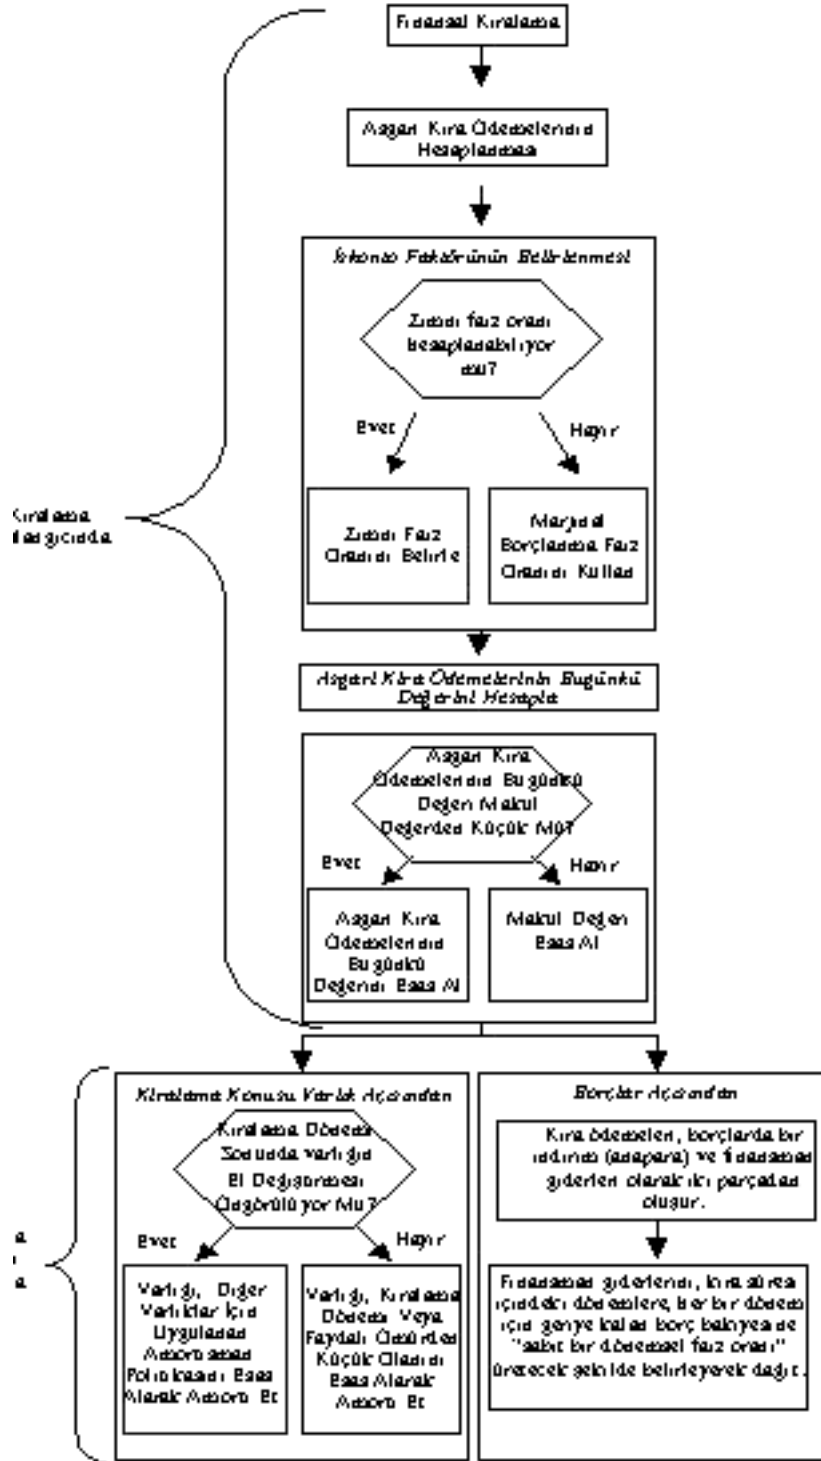 Finansal Kiralama
Asgari Kira Ödemelerinin
Hesaplanması
İskonto Faktörünün Belirlenmesi
Zımni faiz oranı
hesaplanabiliyor
mu?
Evet
Hayır
Zımni Faiz
Oranını Belirle
Marjinal
Borçlanma Faiz
Oranını Kullan
Kiralama
Asgari Kira Ödemelerinin Bugünkü
Değerini Hesapla
Asgari Kira
Ödemelerinin Bugünkü
Değeri Makul
Değerden Küçük Mü?
Evet
Hayır
Asgari Kira
Ödemelerinin
Bugünkü
Değerini Esas Al
Makul Değeri
Esas Al
Kiralama Konusu Varlık Açısından
Kiralama Dönemi
Sonunda varlığın
El Değiştirmesi
Öngörülüyor Mu?
Evet
Hayır
Varlığı, Diğer
Varlıklar İçin
Uygulanan
Amortisman
Politikasını Esas
Alarak Amorti Et
Varlığı, Kiralama
Dönemi Veya
Faydalı Ömürden
Küçük Olanını
Esas Alarak
Amorti Et
Borçlar Açısından
Kira ödemeleri, borçlarda bir
indirim (anapara) ve finansman
giderleri olarak iki parçadan
oluşur.
Finansman giderlerini, kira süresi
içindeki dönemlere, her bir dönem
için geriye kalan borç bakiyesine
"sabit bir dönemsel faiz oranı"
üretecek şekilde belirleyerek dağıt.